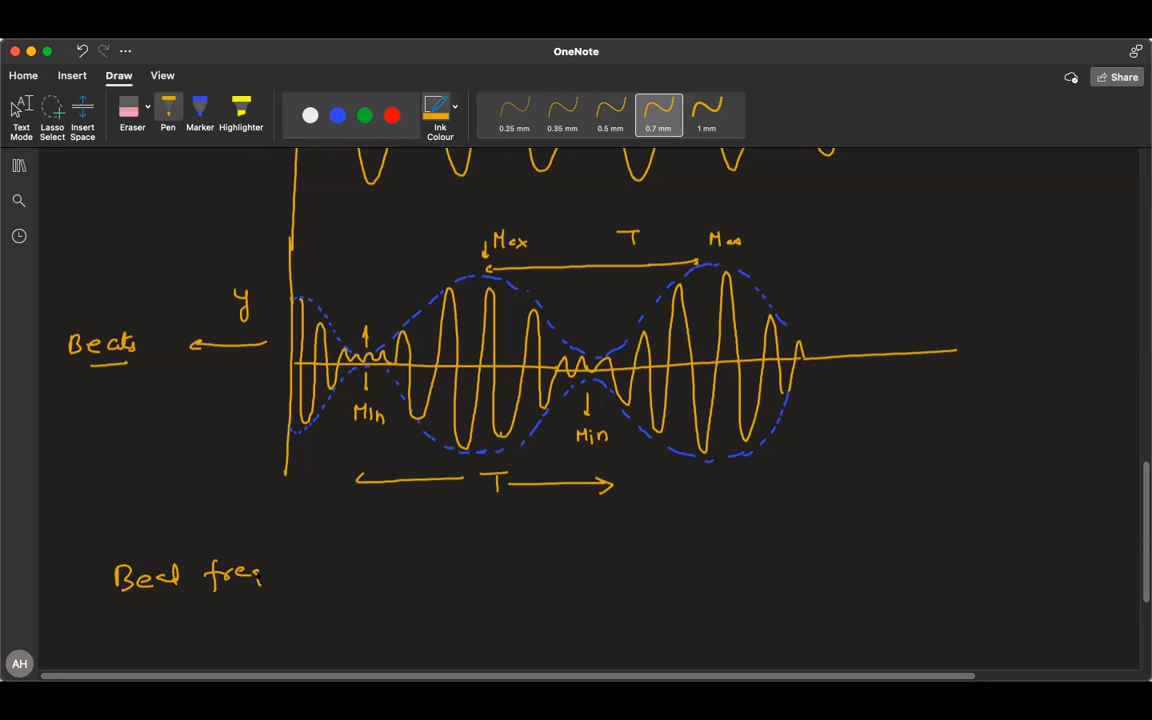 OneNote
Home Insert Draw View
Share
Text Mode
Lasso Select
Insert Space
Eraser
Pen
Marker
Highlighter
Ink Colour
0.25 mm
0.35 mm
0.5 mm
0.7 mm
1 mm
Max T Max
y
Beats
Min
Min
T
Beat freq
AH